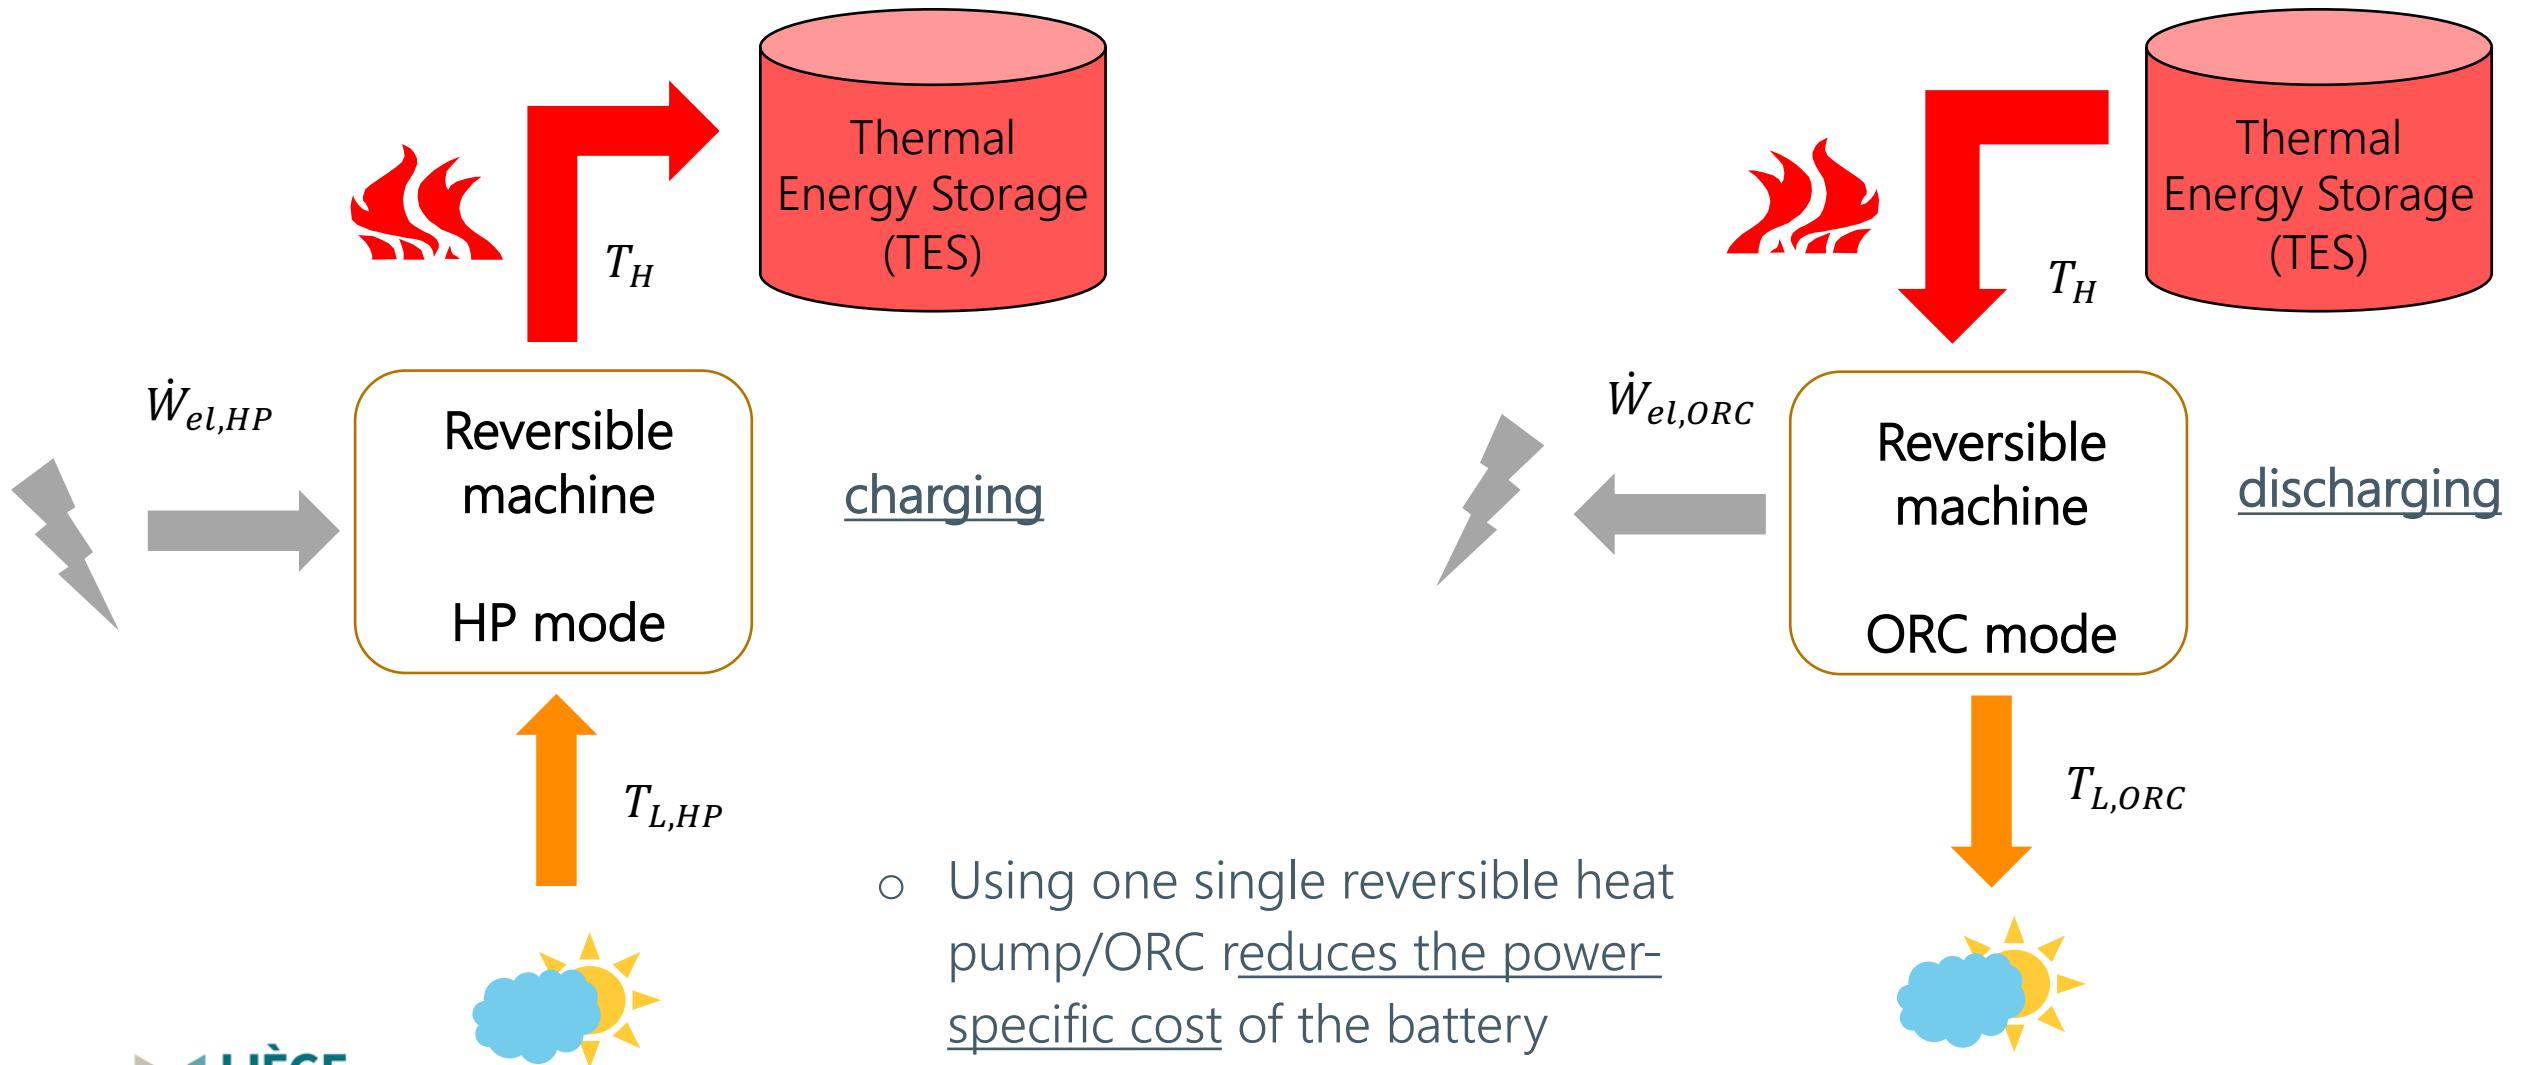 Thermal
Energy Storage
(TES)
T_H
Ẇ_el,HP
Reversible
machine
HP mode
charging
T_L,HP
Thermal
Energy Storage
(TES)
T_H
Ẇ_el,ORC
Reversible
machine
ORC mode
discharging
T_L,ORC
o Using one single reversible heat
pump/ORC reduces the power-
specific cost of the battery
LIÈGE